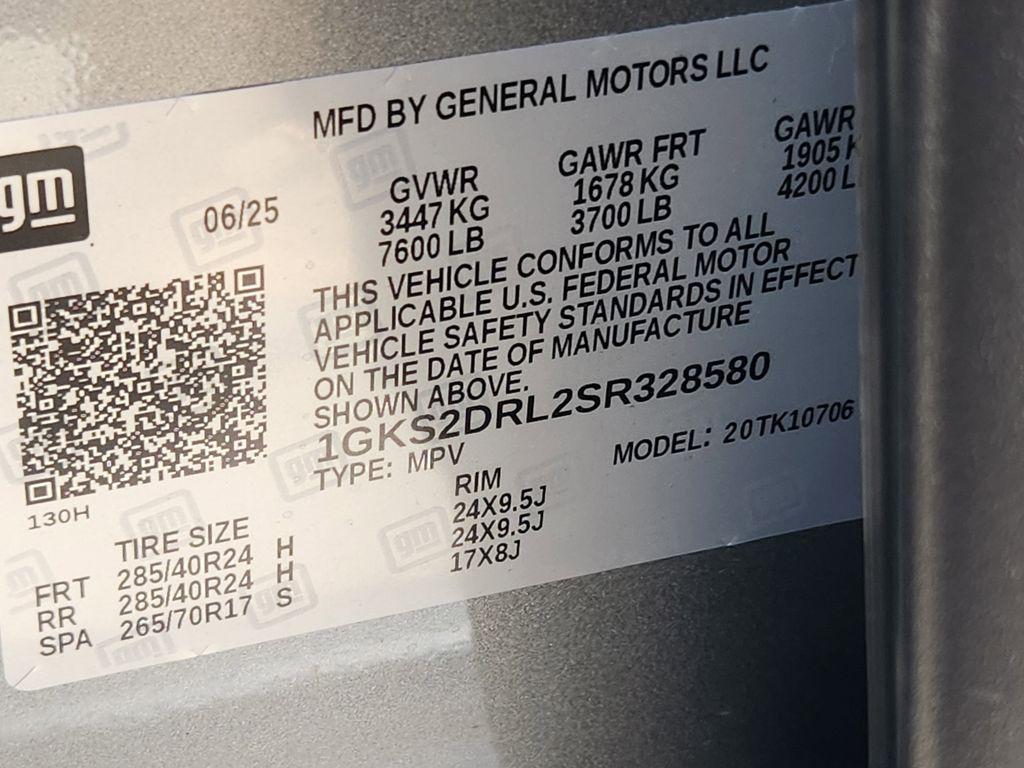 MFD BY GENERAL MOTORS LLC
gm
06/25
GVWR GAWR FRT GAWR
3447 KG 1678 KG 1905 K
7600 LB 3700 LB 4200 L
THIS VEHICLE CONFORMS TO ALL
APPLICABLE U.S. FEDERAL MOTOR
VEHICLE SAFETY STANDARDS IN EFFECT
ON THE DATE OF MANUFACTURE
SHOWN ABOVE.
1GKS2DRL2SR328580
TYPE: MPV MODEL: 20TK10706
130H
TIRE SIZE RIM
FRT 285/40R24 H 24X9.5J
RR 285/40R24 H 24X9.5J
SPA 265/70R17 S 17X8J